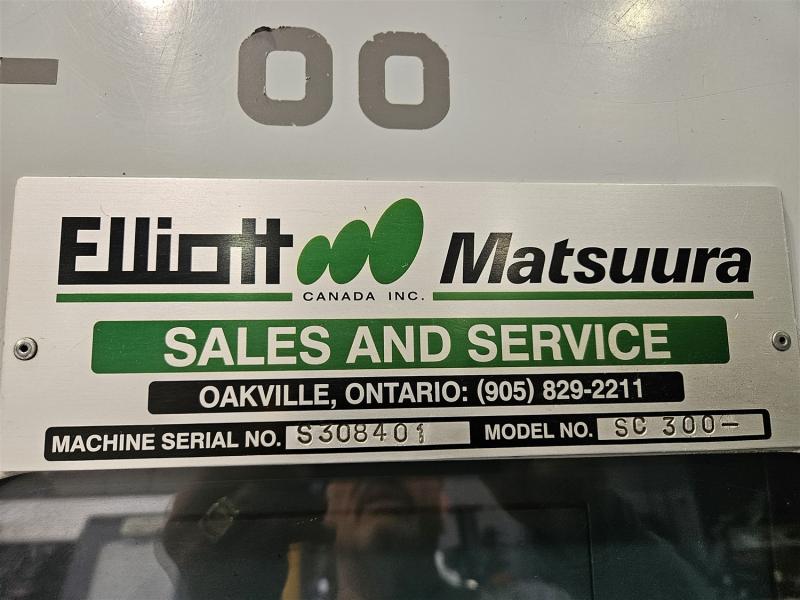 - 00
Elliott Matsuura
CANADA INC.
SALES AND SERVICE
OAKVILLE, ONTARIO: (905) 829-2211
MACHINE SERIAL NO. S308401 MODEL NO. SC 300-